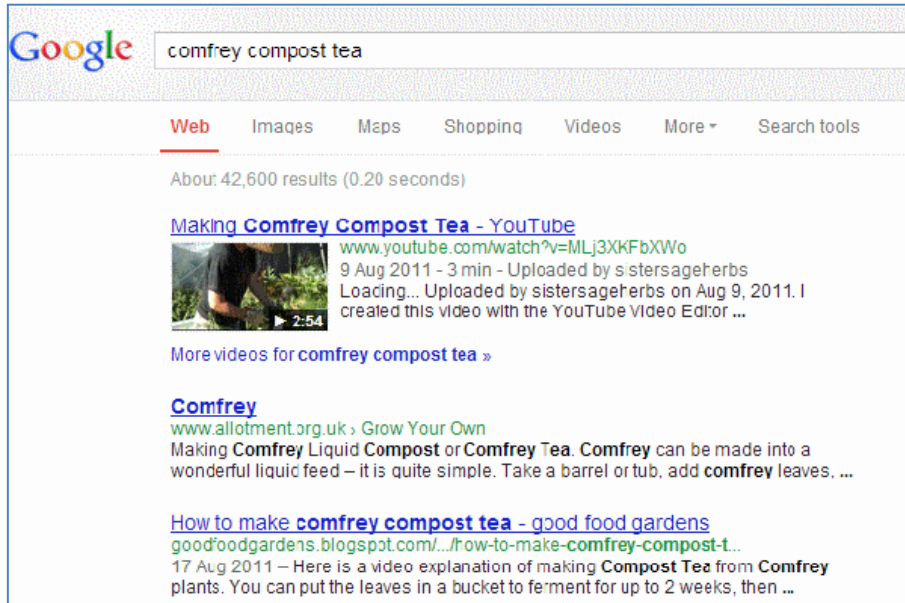 Google comfrey compost tea
Web Images Maps Shopping Videos More Search tools
About 42,600 results (0.20 seconds)
Making Comfrey Compost Tea - YouTube
www.youtube.com/watch?v=MLj3XKFbXWo
9 Aug 2011 - 3 min - Uploaded by sistersageherbs
Loading... Uploaded by sistersageherbs on Aug 9, 2011. I
created this video with the YouTube Video Editor ...
2:54
More videos for comfrey compost tea »
Comfrey
www.allotment.org.uk › Grow Your Own
Making Comfrey Liquid Compost or Comfrey Tea. Comfrey can be made into a
wonderful liquid feed – it is quite simple. Take a barrel or tub, add comfrey leaves, ...
How to make comfrey compost tea - good food gardens
goodfoodgardens.blogspot.com/.../how-to-make-comfrey-compost-t...
17 Aug 2011 – Here is a video explanation of making Compost Tea from Comfrey
plants. You can put the leaves in a bucket to ferment for up to 2 weeks, then ...